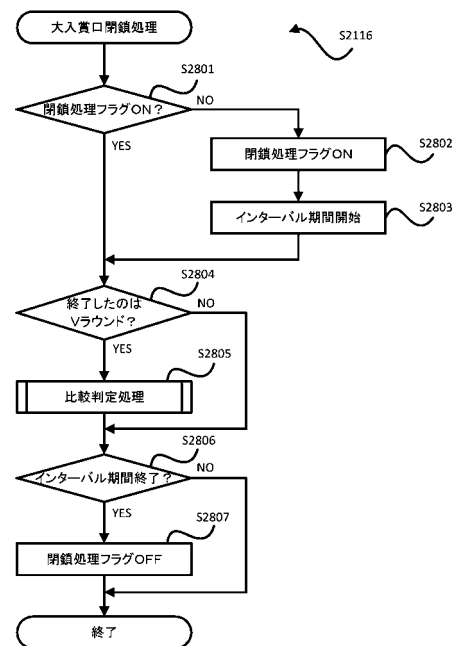 大入賞口閉鎖処理
S2116
S2801
閉鎖処理フラグON？
NO
YES
S2802
閉鎖処理フラグON
S2803
インターバル期間開始
S2804
終了したのは
Vラウンド？
NO
YES
S2805
比較判定処理
S2806
インターバル期間終了？
NO
YES
S2807
閉鎖処理フラグOFF
終了